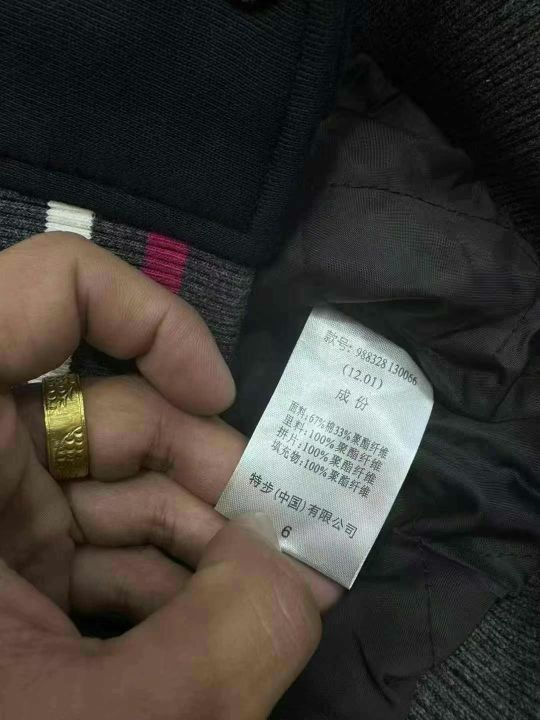 款号: 988328130066
(12.01)
成份
面料:67%棉33%聚酯纤维
里料:100%聚酯纤维
拼片:100%聚酯纤维
填充物:100%聚酯纤维
特步(中国)有限公司
6